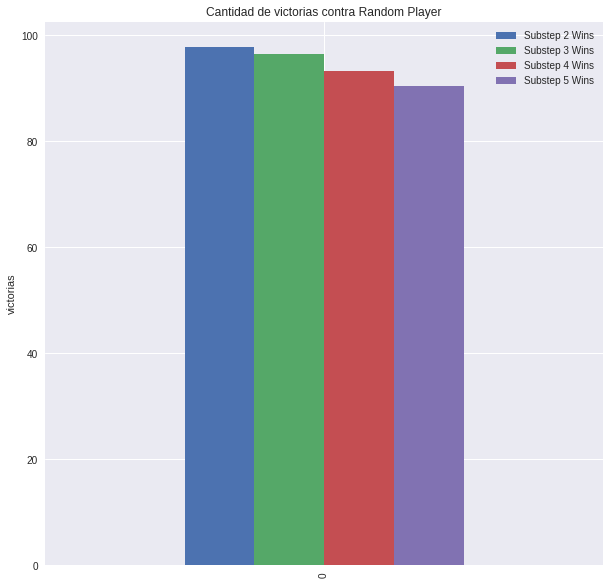 Cantidad de victorias contra Random Player
Substep 2 Wins
Substep 3 Wins
Substep 4 Wins
Substep 5 Wins
victorias
100
80
60
40
20
0
0